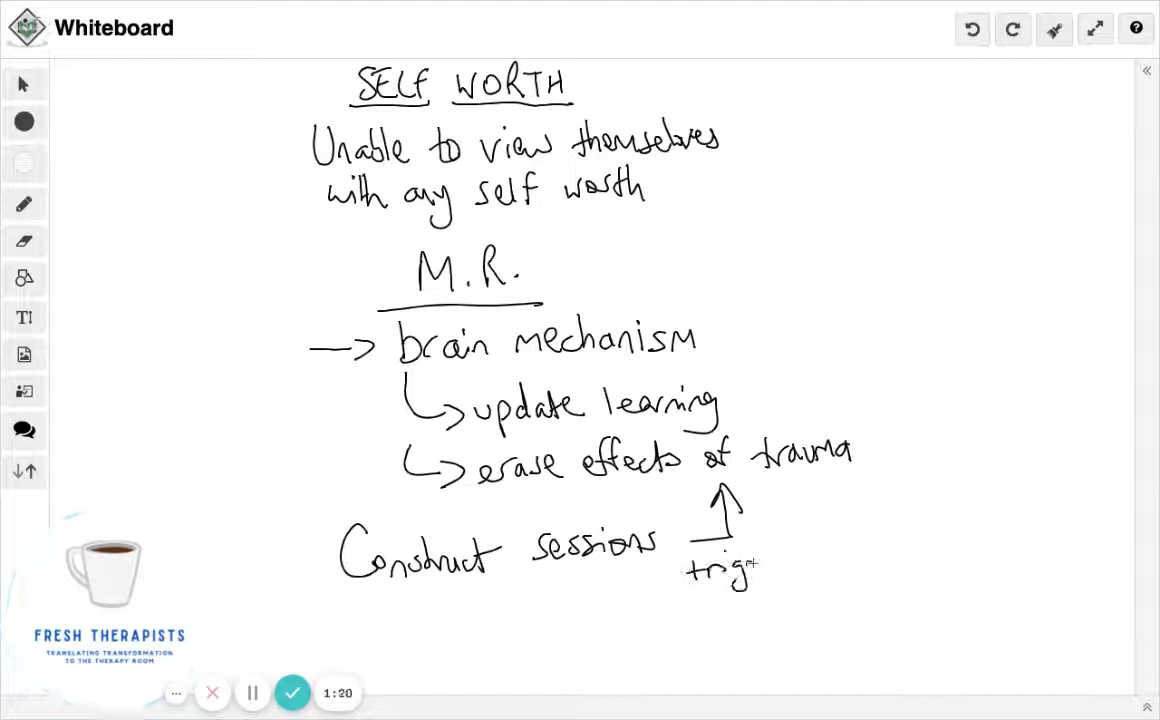 Whiteboard
SELF WORTH
Unable to view themselves
with any self worth
M.R.
brain mechanism
update learning
erase effects of trauma
Construct sessions
trig
FRESH THERAPISTS
TRANSLATING TRANSFORMATION
TO THE THERAPY ROOM
1:20